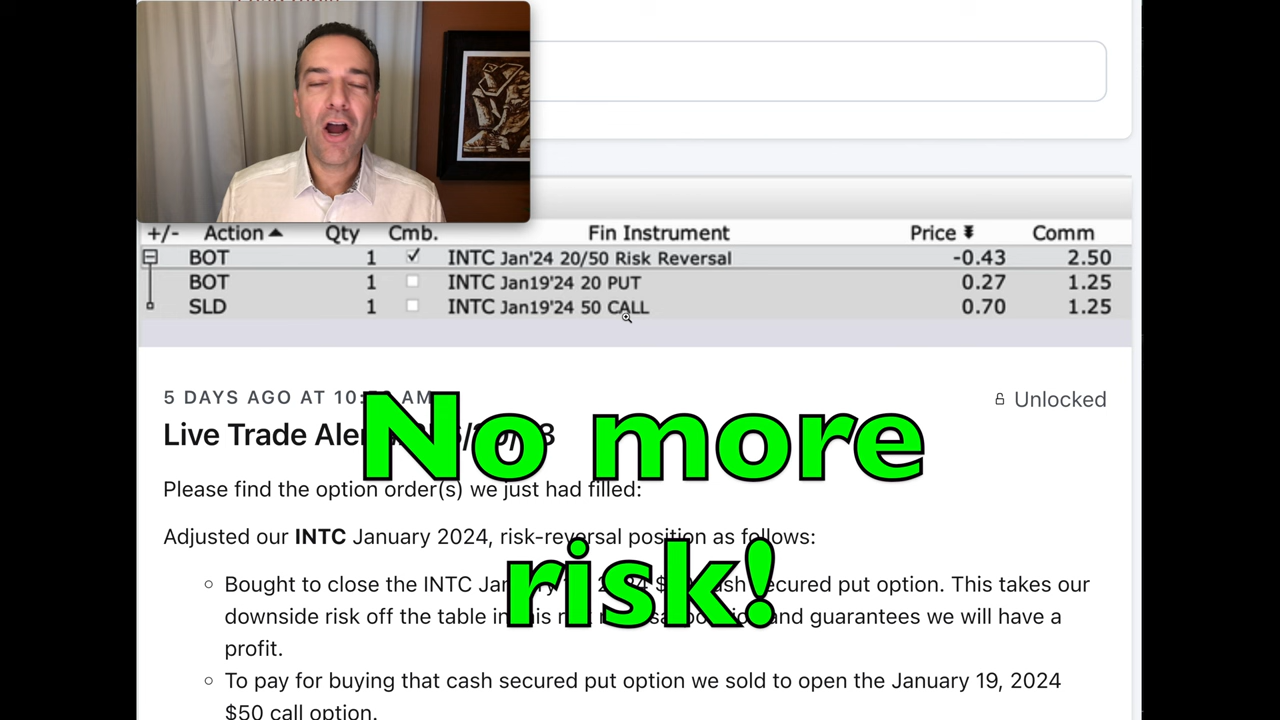 +/- Action Qty Cmb. Fin Instrument Price Comm
BOT 1 INTC Jan'24 20/50 Risk Reversal -0.43 2.50
BOT 1 INTC Jan19'24 20 PUT 0.27 1.25
SLD 1 INTC Jan19'24 50 CALL 0.70 1.25
5 DAYS AGO AT AM
Unlocked
Live Trade
No more
Please find the option order(s) we just had filled:
Adjusted our INTC January 2024, risk-reversal position as follows:
risk!
Bought to close the INTC secured put option. This takes our
downside risk off the table in and guarantees we will have a
profit.
To pay for buying that cash secured put option we sold to open the January 19, 2024
$50 call option.